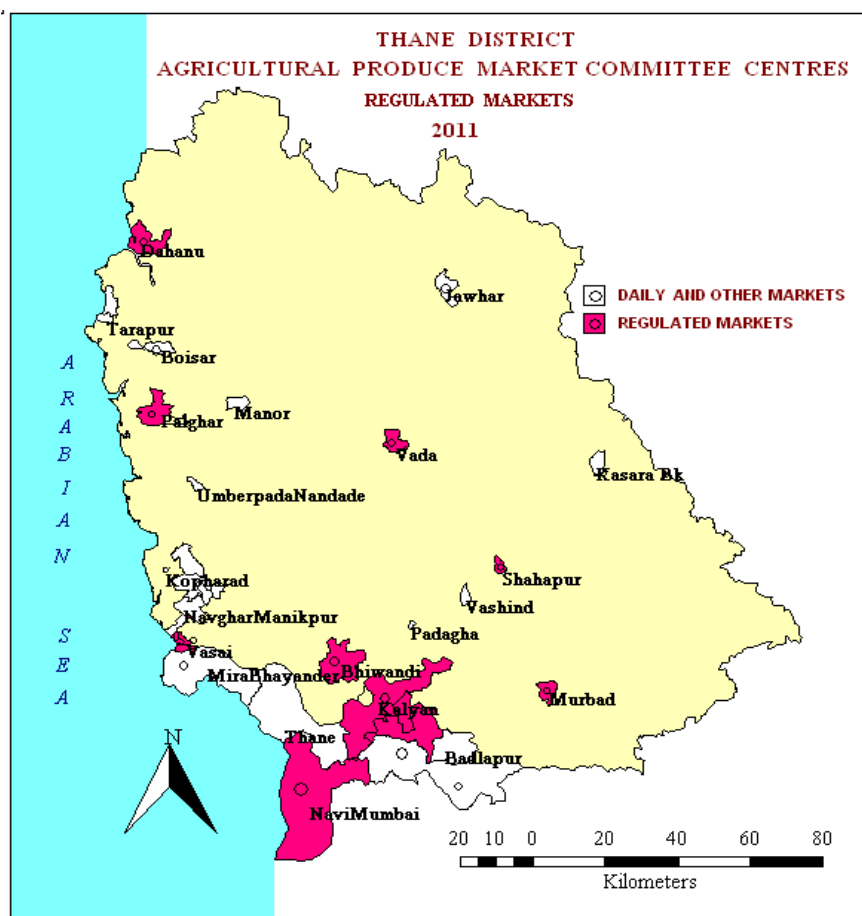 THANE DISTRICT
AGRICULTURAL PRODUCE MARKET COMMITTEE CENTRES
REGULATED MARKETS
2011
Dahanu
Jawhar
DAILY AND OTHER MARKETS
REGULATED MARKETS
Tarapur
Boisar
Palghar
Manor
Vada
Kasara Bk
UmberpadaNandade
ARABIAN SEA
Kopharad
Shahapur
Vashind
NavgharManikpur
Padagha
Vasai
MiraBhayander
Bhiwandi
Murbad
Kalyan
N
Thane
Badlapur
NaviMumbai
20 10 0 20 40 60 80
Kilometers